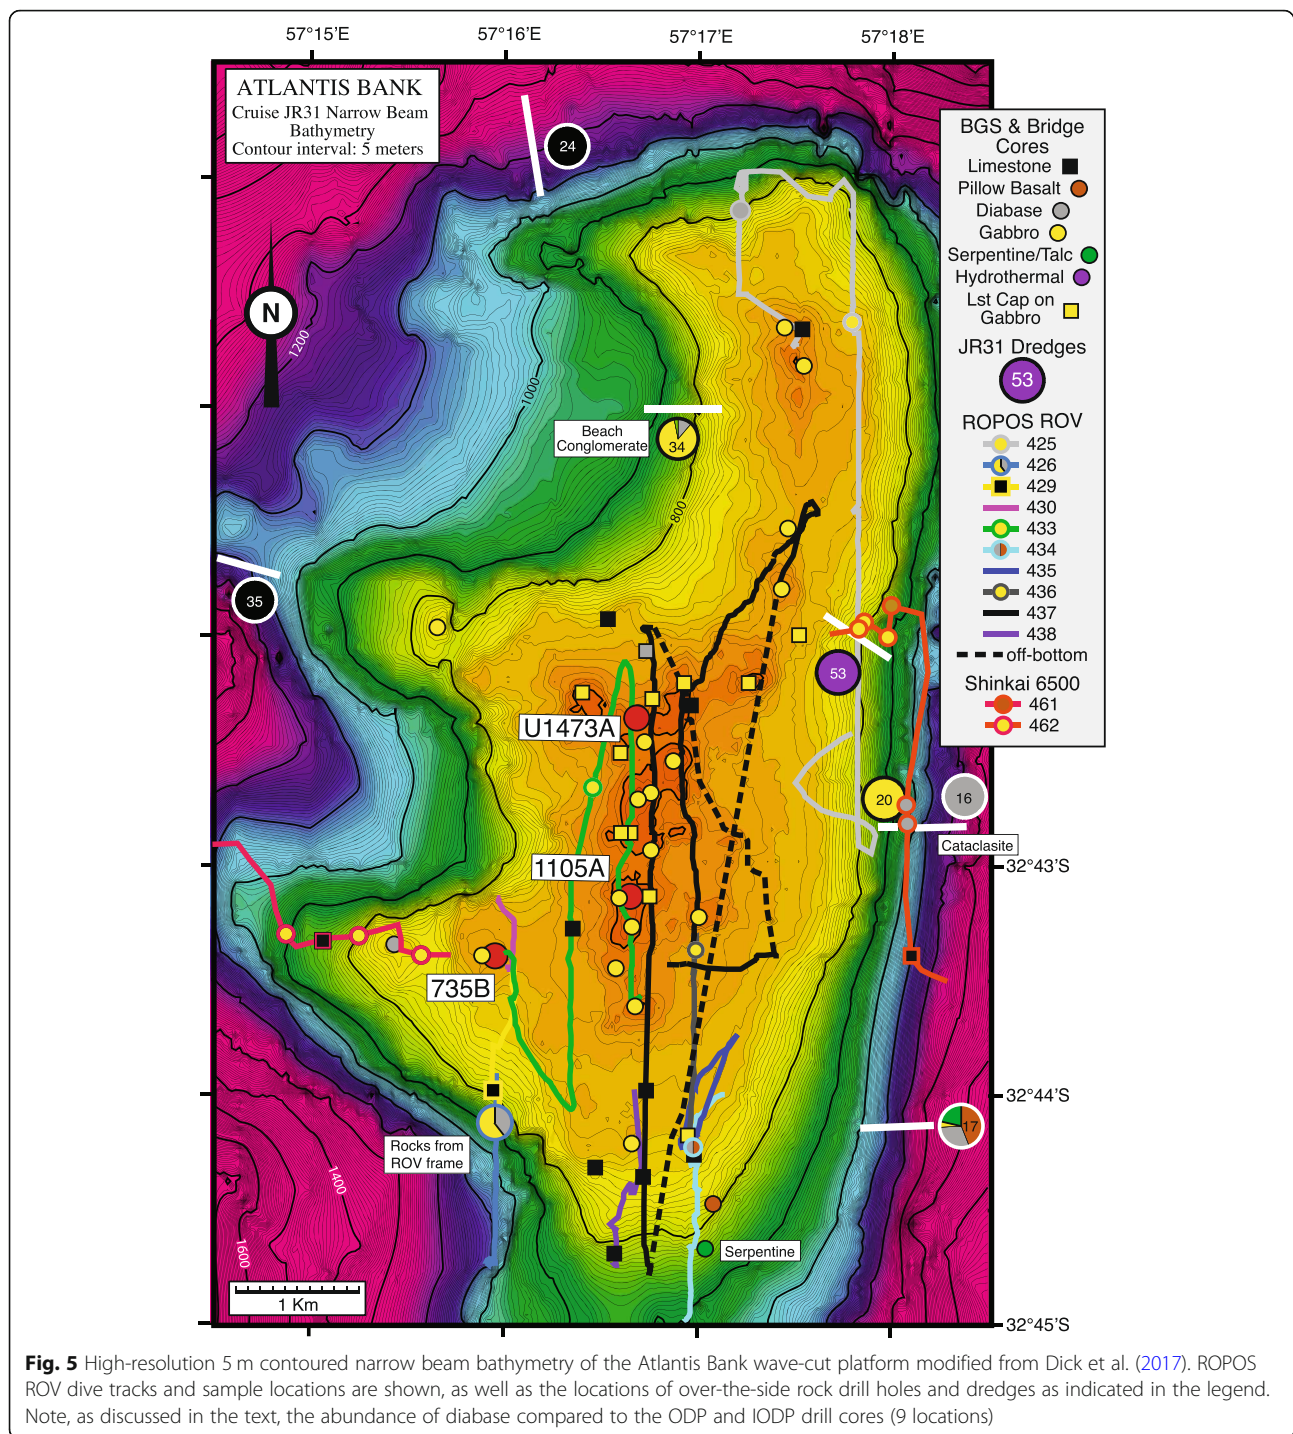 57°15'E 57°16'E 57°17'E 57°18'E
ATLANTIS BANK
Cruise JR31 Narrow Beam
Bathymetry
Contour interval: 5 meters
24
N
1200
1000
Beach
Conglomerate
34
800
35
53
U1473A
20
16
Cataclasite
1105A
32°43'S
735B
32°44'S
17
Rocks from
ROV frame
1400
1600
Serpentine
1 Km
32°45'S
BGS & Bridge
Cores
Limestone
Pillow Basalt
Diabase
Gabbro
Serpentine/Talc
Hydrothermal
Lst Cap on
Gabbro
JR31 Dredges
53
ROPOS ROV
425
426
429
430
433
434
435
436
437
438
off-bottom
Shinkai 6500
461
462
Fig. 5 High-resolution 5 m contoured narrow beam bathymetry of the Atlantis Bank wave-cut platform modified from Dick et al. (2017). ROPOS
ROV dive tracks and sample locations are shown, as well as the locations of over-the-side rock drill holes and dredges as indicated in the legend.
Note, as discussed in the text, the abundance of diabase compared to the ODP and IODP drill cores (9 locations)